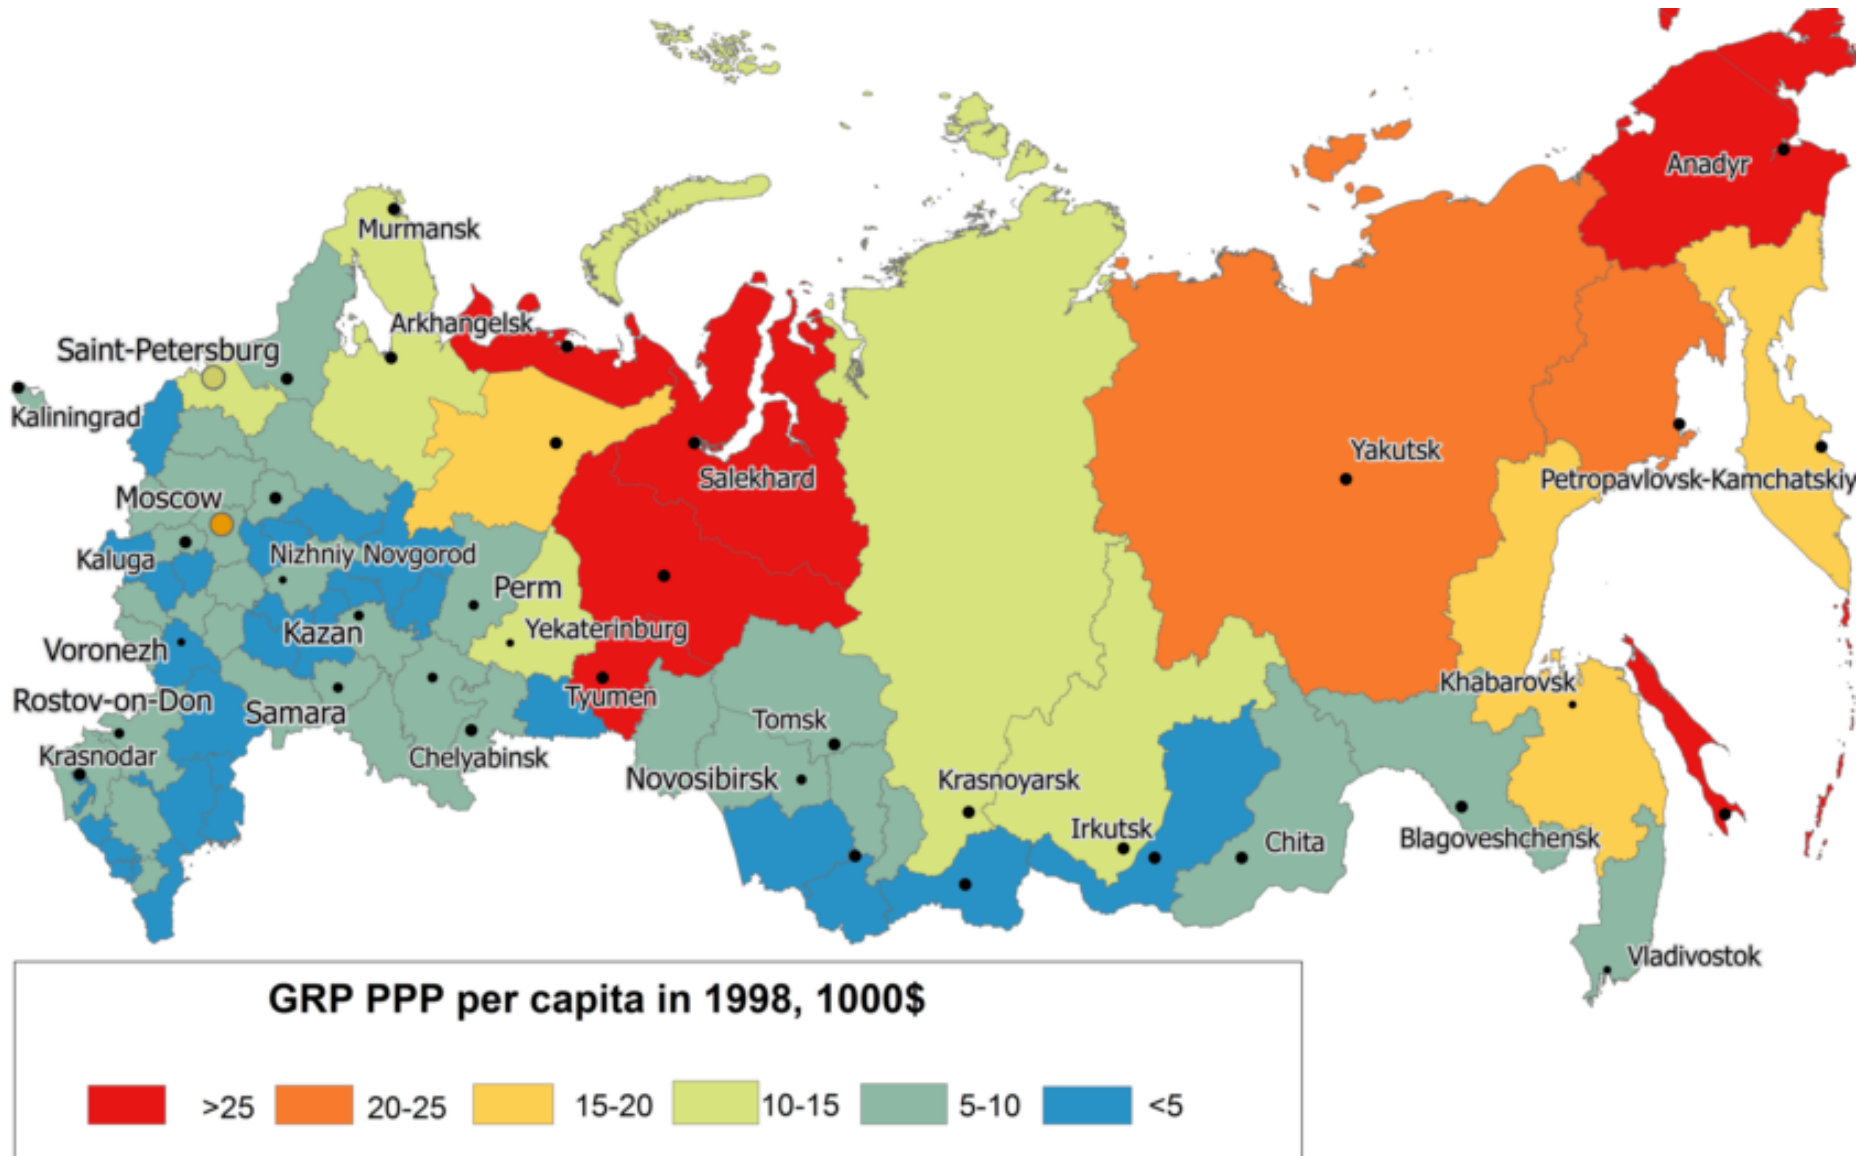 Anadyr
Murmansk
Arkhangelsk
Saint-Petersburg
Kaliningrad
Yakutsk
Salekhard
Petropavlovsk-Kamchatskiy
Moscow
Nizhniy Novgorod
Kaluga
Perm
Yekaterinburg
Kazan
Voronezh
Khabarovsk
Tyumen
Rostov-on-Don
Samara
Tomsk
Krasnodar
Chelyabinsk
Novosibirsk
Krasnoyarsk
Irkutsk
Chita
Blagoveshchensk
Vladivostok
GRP PPP per capita in 1998, 1000$
>25 20-25 15-20 10-15 5-10 <5